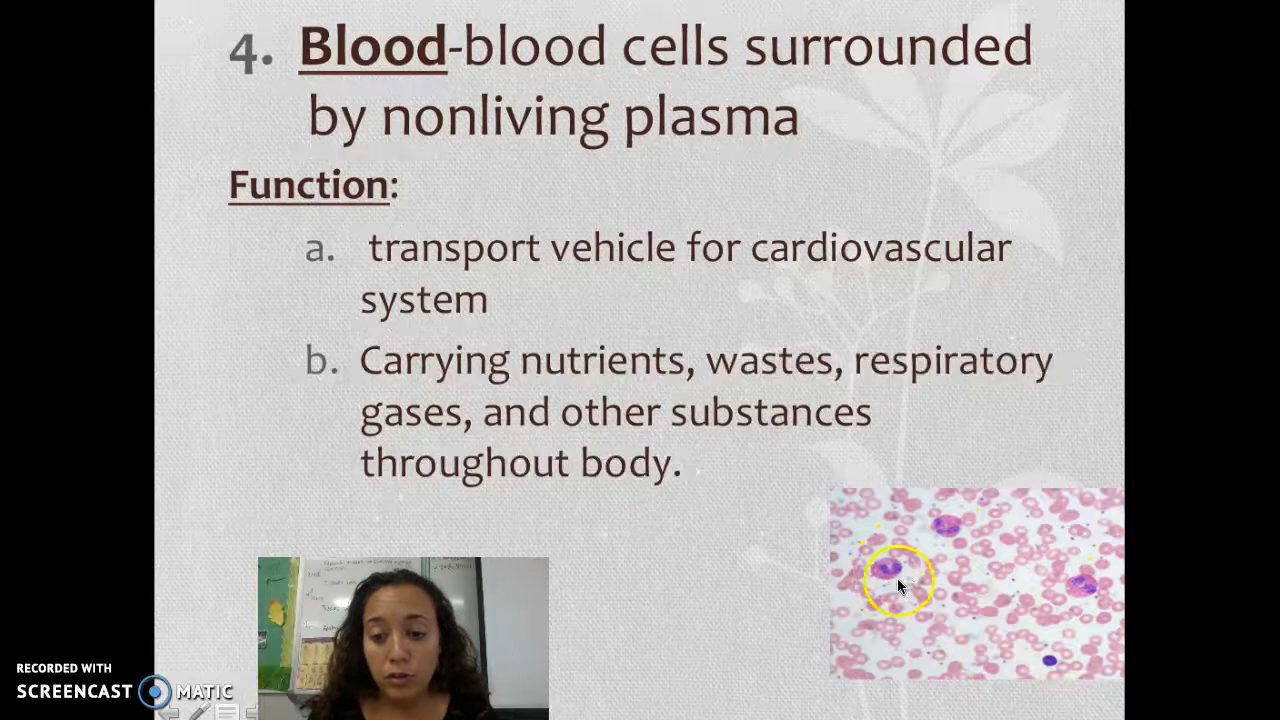 4. Blood-blood cells surrounded
by nonliving plasma
Function:
a. transport vehicle for cardiovascular
system
b. Carrying nutrients, wastes, respiratory
gases, and other substances
throughout body.
RECORDED WITH
SCREENCAST MATIC